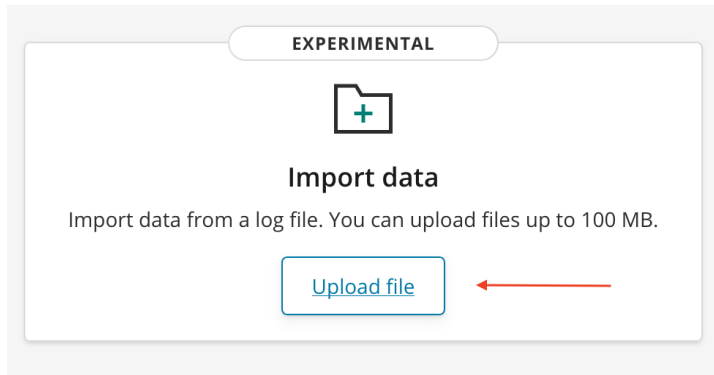 EXPERIMENTAL
Import data
Import data from a log file. You can upload files up to 100 MB.
Upload file